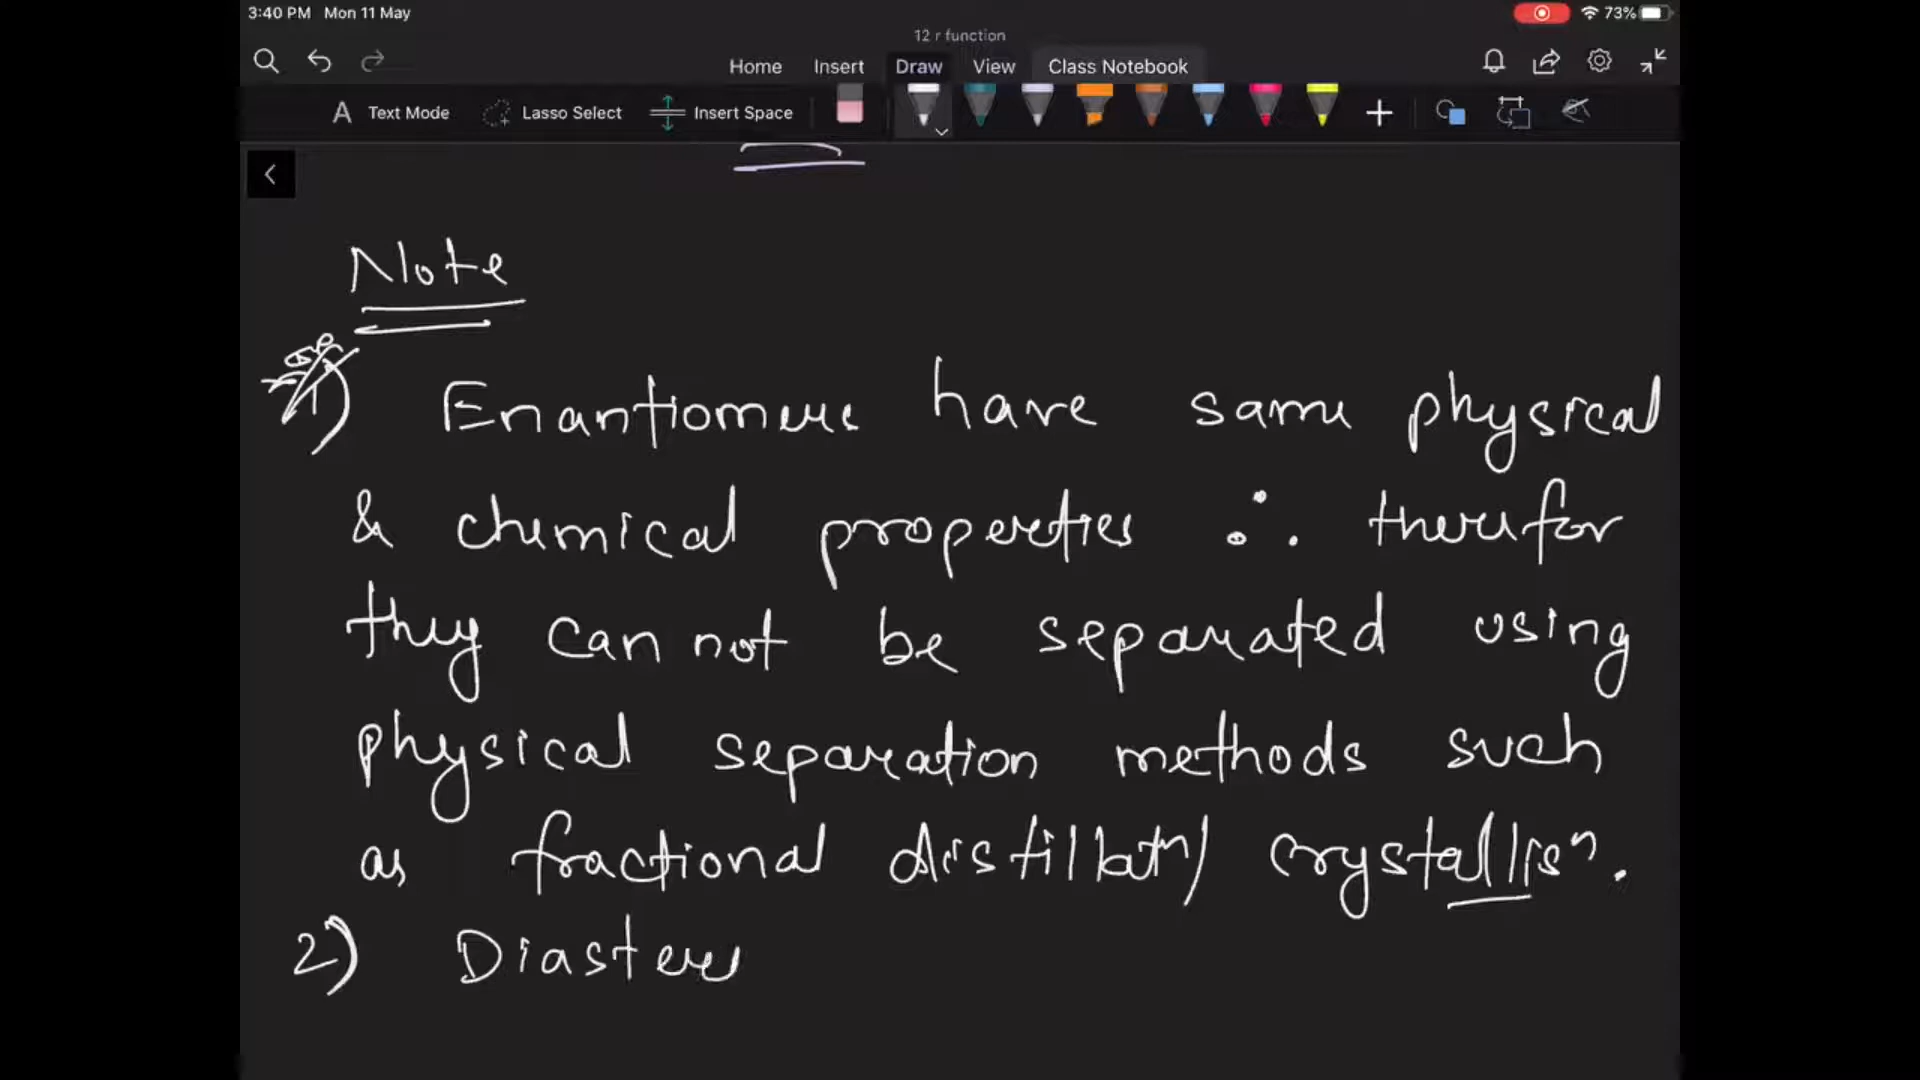 3:40 PM Mon 11 May
73%
12 r function
Home Insert Draw View Class Notebook
A Text Mode Lasso Select Insert Space
Note
1) Enantiomers have same physical
& chemical properties ∴ therefor
they can not be separated using
physical separation methods such
as fractional distillatn/ crystallisn.
2) Diaster